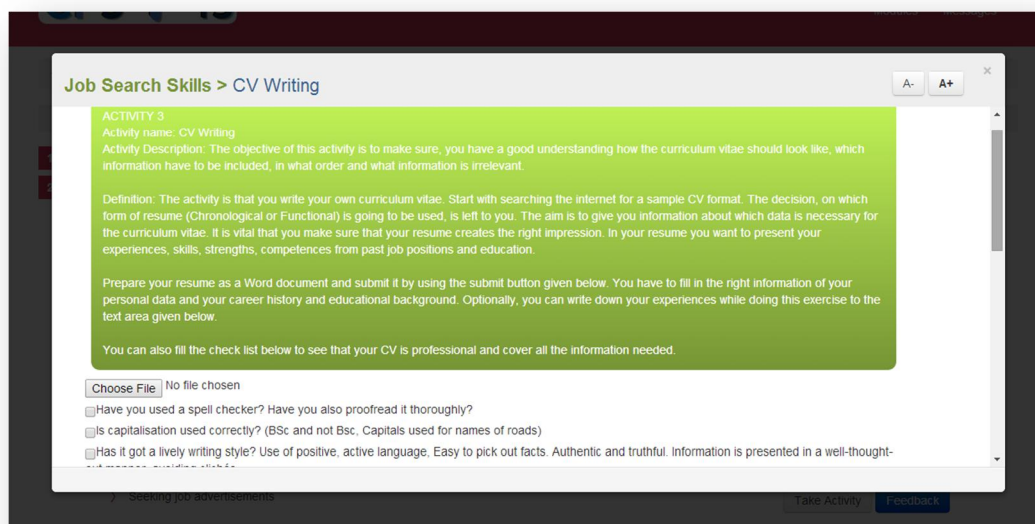 Modules Messages
Job Search Skills > CV Writing
A- A+ ×
ACTIVITY 3
Activity name: CV Writing
Activity Description: The objective of this activity is to make sure, you have a good understanding how the curriculum vitae should look like, which
information have to be included, in what order and what information is irrelevant.
Definition: The activity is that you write your own curriculum vitae. Start with searching the internet for a sample CV format. The decision, on which
form of resume (Chronological or Functional) is going to be used, is left to you. The aim is to give you information about which data is necessary for
the curriculum vitae. It is vital that you make sure that your resume creates the right impression. In your resume you want to present your
experiences, skills, strengths, competences from past job positions and education.
Prepare your resume as a Word document and submit it by using the submit button given below. You have to fill in the right information of your
personal data and your career history and educational background. Optionally, you can write down your experiences while doing this exercise to the
text area given below.
You can also fill the check list below to see that your CV is professional and cover all the information needed.
Choose File No file chosen
Have you used a spell checker? Have you also proofread it thoroughly?
Is capitalisation used correctly? (BSc and not Bsc, Capitals used for names of roads)
Has it got a lively writing style? Use of positive, active language, Easy to pick out facts. Authentic and truthful. Information is presented in a well-thought-
out manner, avoiding clichés
Seeking job advertisements
Take Activity Feedback